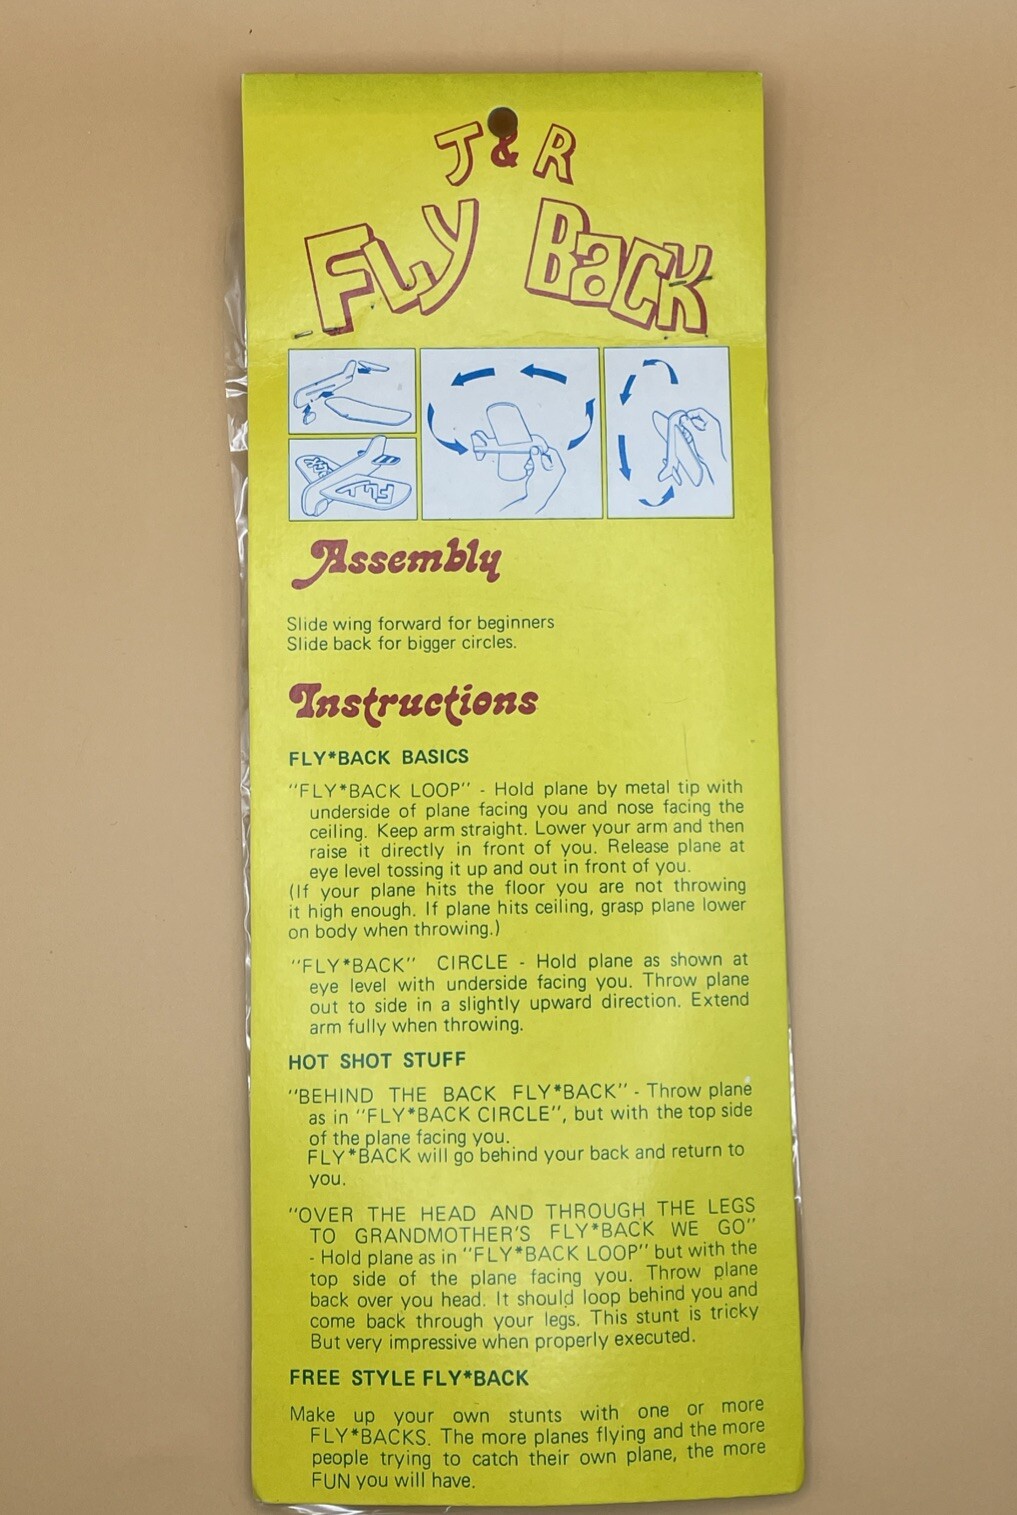 J & R
Fly Back
FLY
BACK
Assembly
Slide wing forward for beginners
Slide back for bigger circles.
Instructions
FLY*BACK BASICS
"FLY*BACK LOOP" - Hold plane by metal tip with
underside of plane facing you and nose facing the
ceiling. Keep arm straight. Lower your arm and then
raise it directly in front of you. Release plane at
eye level tossing it up and out in front of you.
(If your plane hits the floor you are not throwing
it high enough. If plane hits ceiling, grasp plane lower
on body when throwing.)
"FLY*BACK" CIRCLE - Hold plane as shown at
eye level with underside facing you. Throw plane
out to side in a slightly upward direction. Extend
arm fully when throwing.
HOT SHOT STUFF
"BEHIND THE BACK FLY*BACK" - Throw plane
as in "FLY*BACK CIRCLE", but with the top side
of the plane facing you.
FLY*BACK will go behind your back and return to
you.
"OVER THE HEAD AND THROUGH THE LEGS
TO GRANDMOTHER'S FLY*BACK WE GO"
- Hold plane as in "FLY*BACK LOOP" but with the
top side of the plane facing you. Throw plane
back over you head. It should loop behind you and
come back through your legs. This stunt is tricky
But very impressive when properly executed.
FREE STYLE FLY*BACK
Make up your own stunts with one or more
FLY*BACKS. The more planes flying and the more
people trying to catch their own plane, the more
FUN you will have.